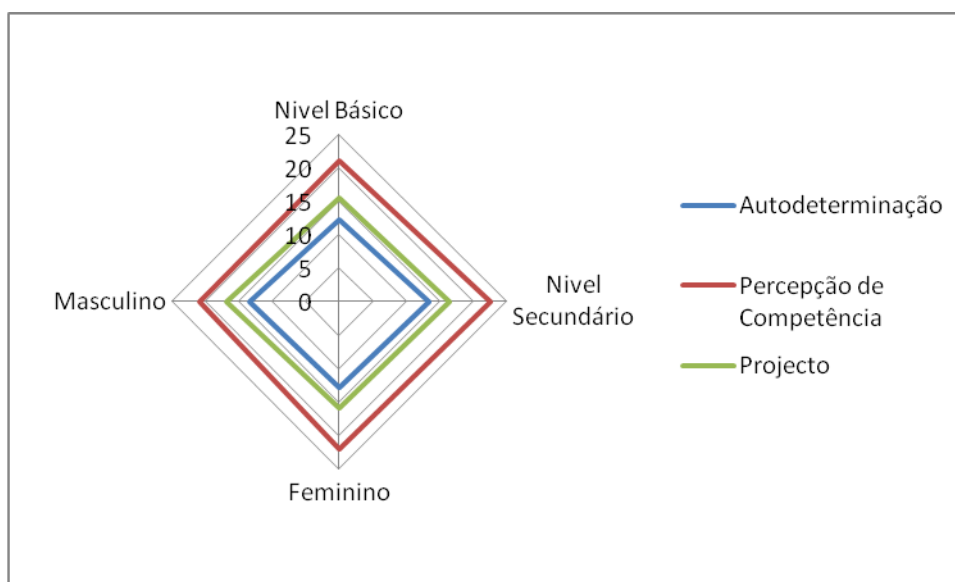 Nivel Básico
25
20
15
10
5
0
Masculino
Nivel
Secundário
Feminino
Autodeterminação
Percepção de
Competência
Projecto